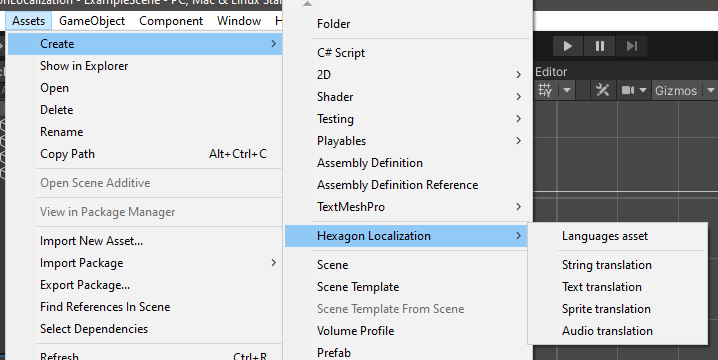 onLocalization - ExampleScene - PC, Mac & Linux Star
Assets GameObject Component Window H
Create
Show in Explorer
Open
Delete
Rename
Copy Path Alt+Ctrl+C
Open Scene Additive
View in Package Manager
Import New Asset...
Import Package
Export Package...
Find References In Scene
Select Dependencies
Refresh Ctrl+R
Folder
C# Script
2D
Shader
Testing
Playables
Assembly Definition
Assembly Definition Reference
TextMeshPro
Hexagon Localization
Scene
Scene Template
Scene Template From Scene
Volume Profile
Prefab
Languages asset
String translation
Text translation
Sprite translation
Audio translation
Editor
Gizmos